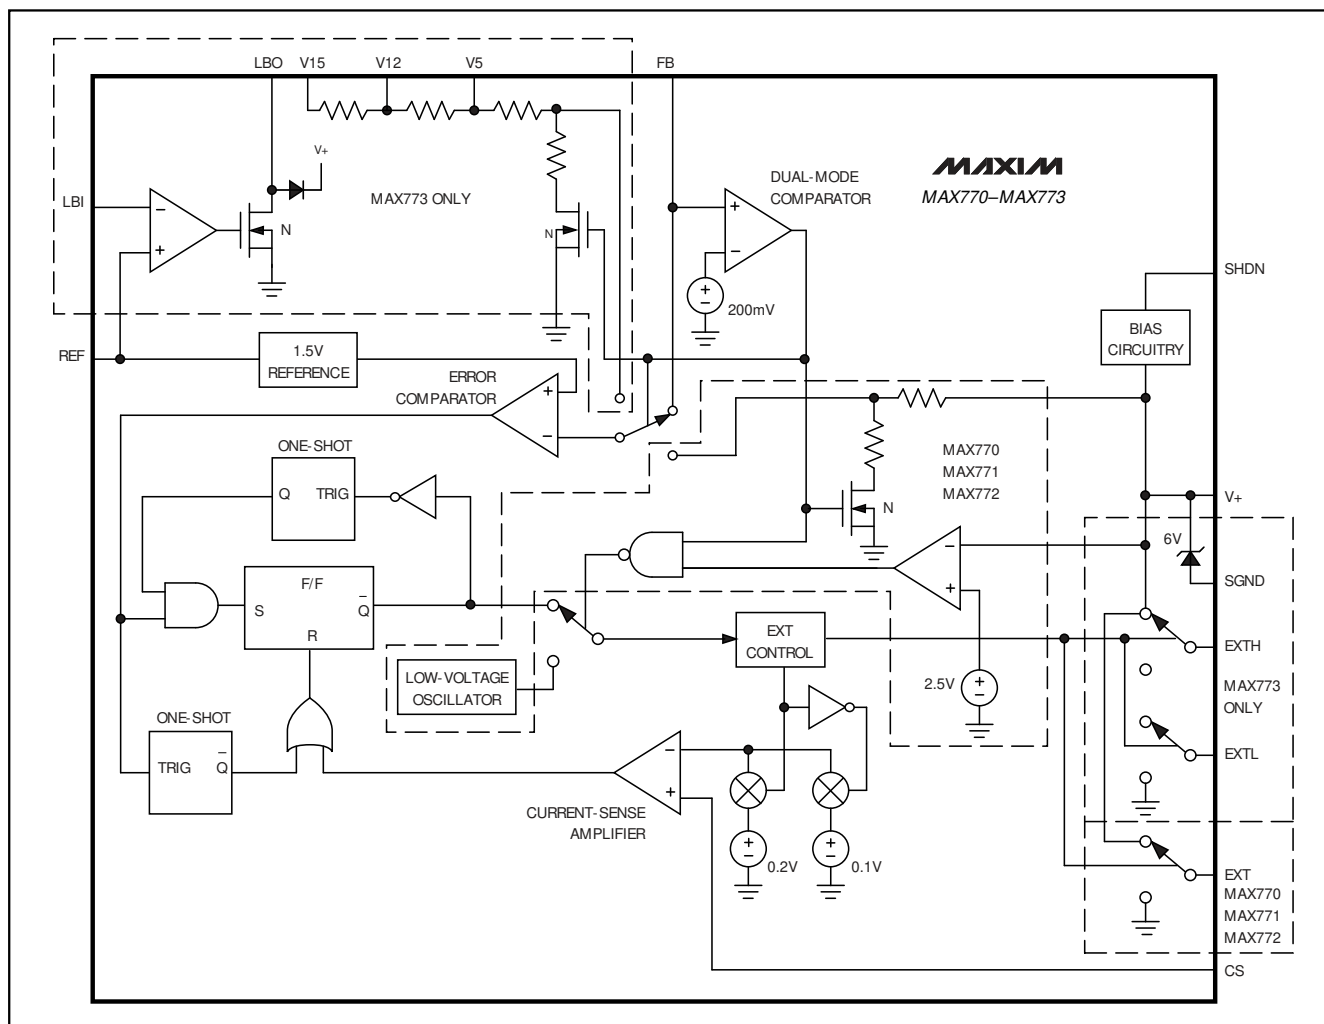 LBO V15 V12 V5 FB
V+
LBI
−
+
N
MAX773 ONLY
N
DUAL-MODE
COMPARATOR
+
−
+
−
200mV
MAXIM
MAX770–MAX773
SHDN
BIAS
CIRCUITRY
REF
1.5V
REFERENCE
ERROR
COMPARATOR
+
−
MAX770
MAX771
MAX772
N
ONE-SHOT
Q TRIG
V+
6V
SGND
F/F
S Q
R
−
+
EXT
CONTROL
2.5V
+
−
EXTH
MAX773
ONLY
EXTL
LOW-VOLTAGE
OSCILLATOR
ONE-SHOT
TRIG Q
−
+
CURRENT-SENSE
AMPLIFIER
+
−
0.2V
+
−
0.1V
EXT
MAX770
MAX771
MAX772
CS